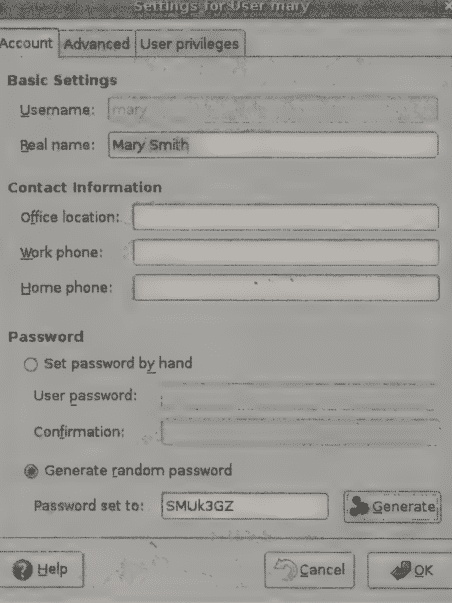 Settings for User mary
Account Advanced User privileges
Basic Settings
Username: mary
Real name: Mary Smith
Contact Information
Office location:
Work phone:
Home phone:
Password
Set password by hand
User password:
Confirmation:
Generate random password
Password set to: SMUk3GZ Generate
Help Cancel OK